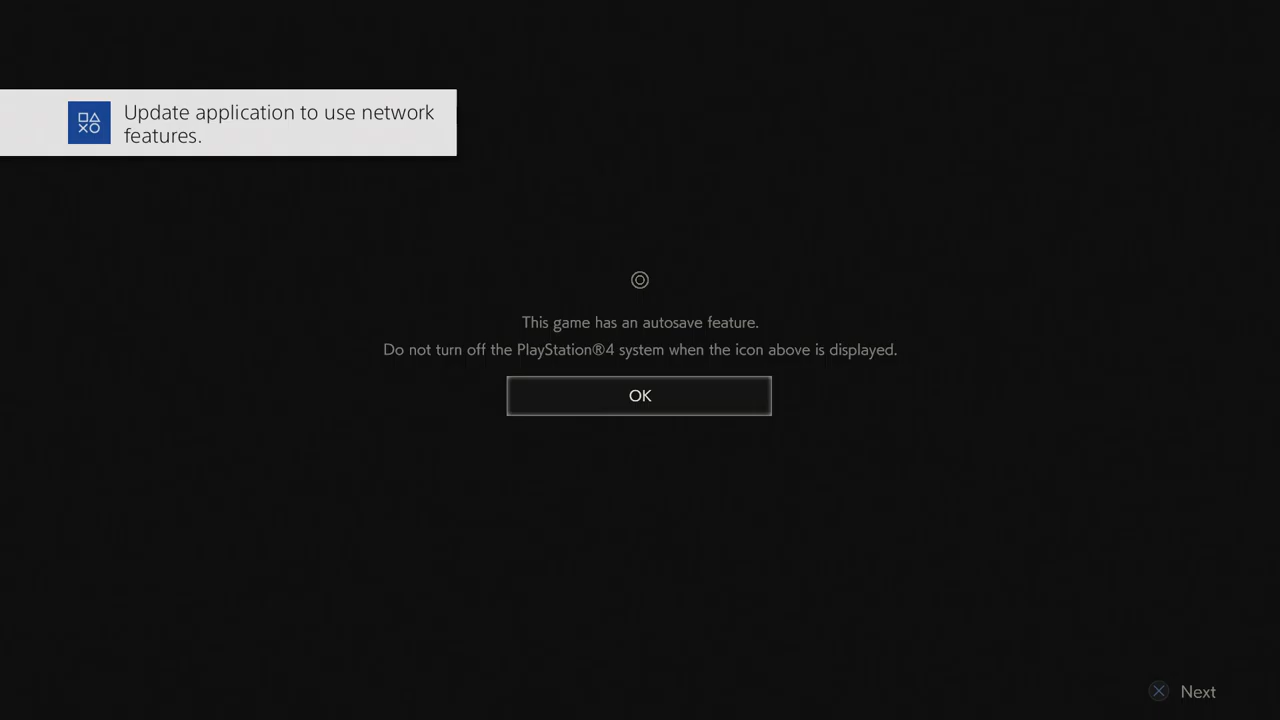 Update application to use network
features.
This game has an autosave feature.
Do not turn off the PlayStation®4 system when the icon above is displayed.
OK
Next